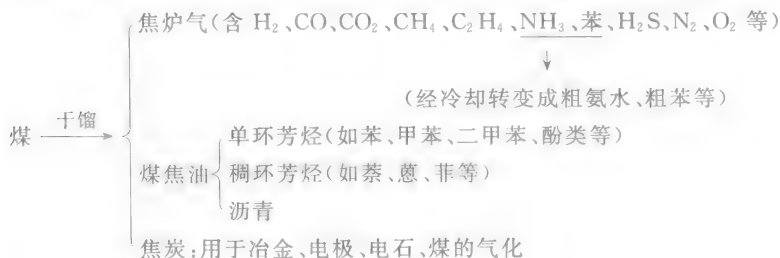 焦炉气(含 H₂、CO、CO₂、CH₄、C₂H₄、NH₃、苯、H₂S、N₂、O₂ 等)
(经冷却转变成粗氨水、粗苯等)
煤 干馏
单环芳烃(如苯、甲苯、二甲苯、酚类等)
煤焦油
稠环芳烃(如萘、蒽、菲等)
沥青
焦炭:用于冶金、电极、电石、煤的气化